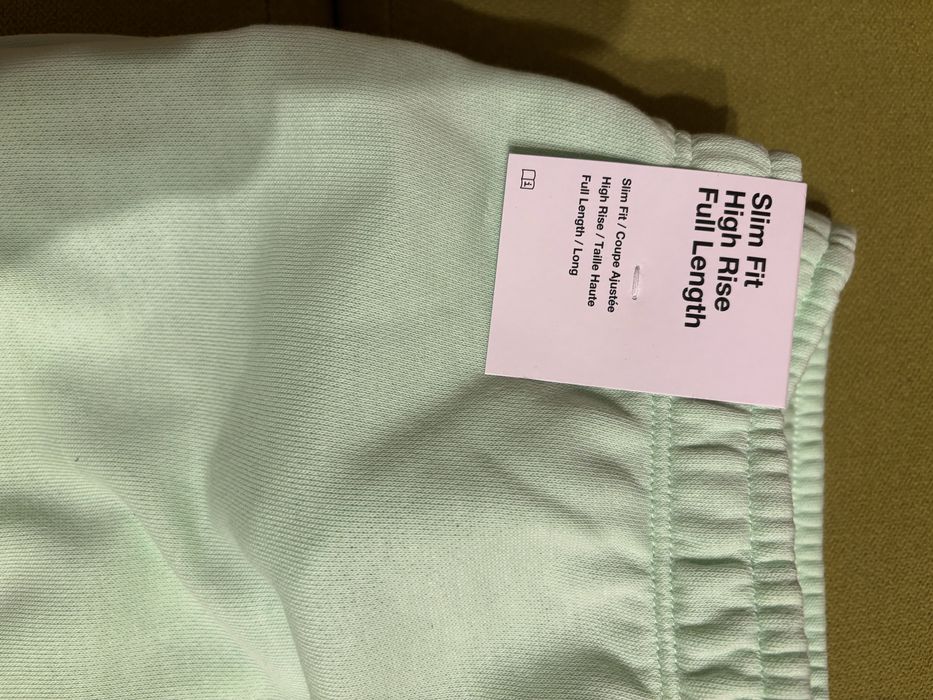 Slim Fit
High Rise
Full Length
Slim Fit / Coupe Ajustée
High Rise / Taille Haute
Full Length / Long